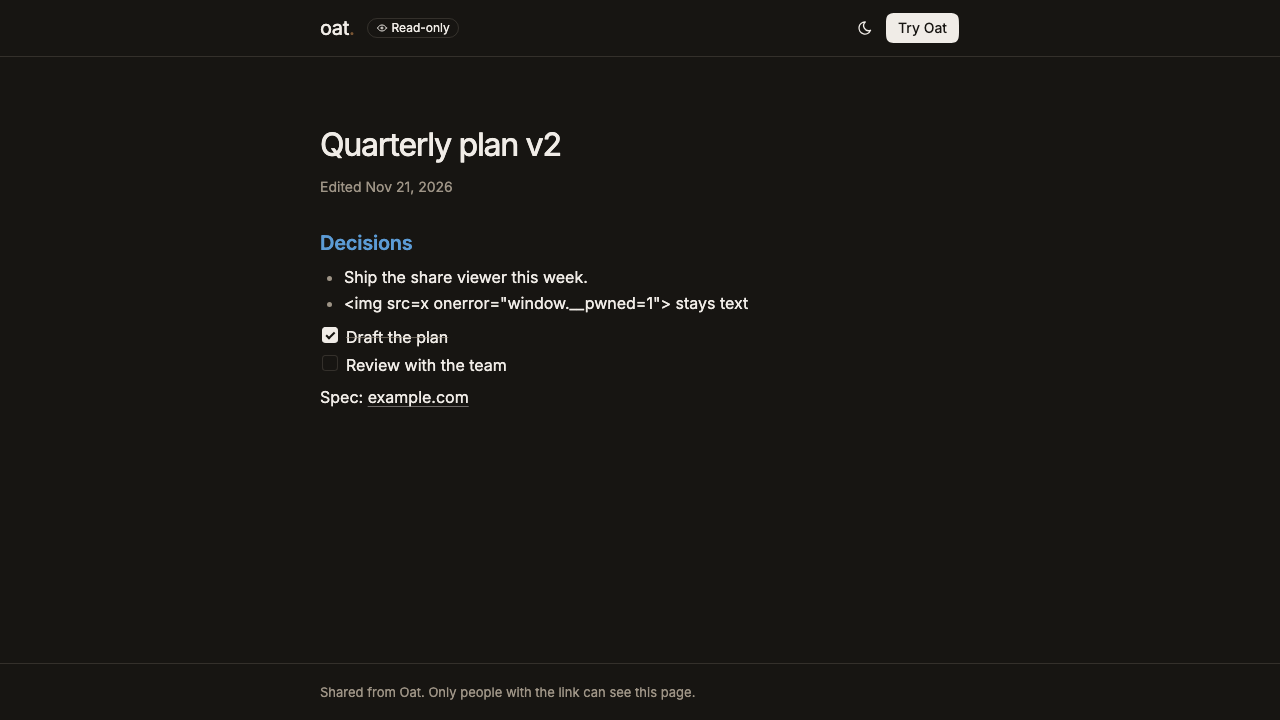 oat.
Read-only
Try Oat
Quarterly plan v2
Edited Nov 21, 2026
Decisions
Ship the share viewer this week.
<img src=x onerror="window.__pwned=1"> stays text
Draft the plan
Review with the team
Spec: example.com
Shared from Oat. Only people with the link can see this page.